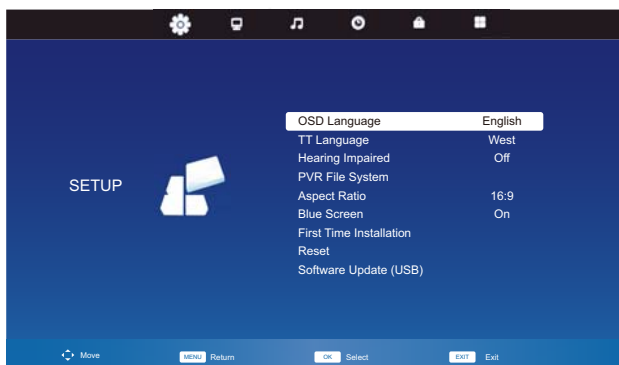 SETUP
OSD Language English
TT Language West
Hearing Impaired Off
PVR File System
Aspect Ratio 16:9
Blue Screen On
First Time Installation
Reset
Software Update (USB)
Move MENU Return OK Select EXIT Exit